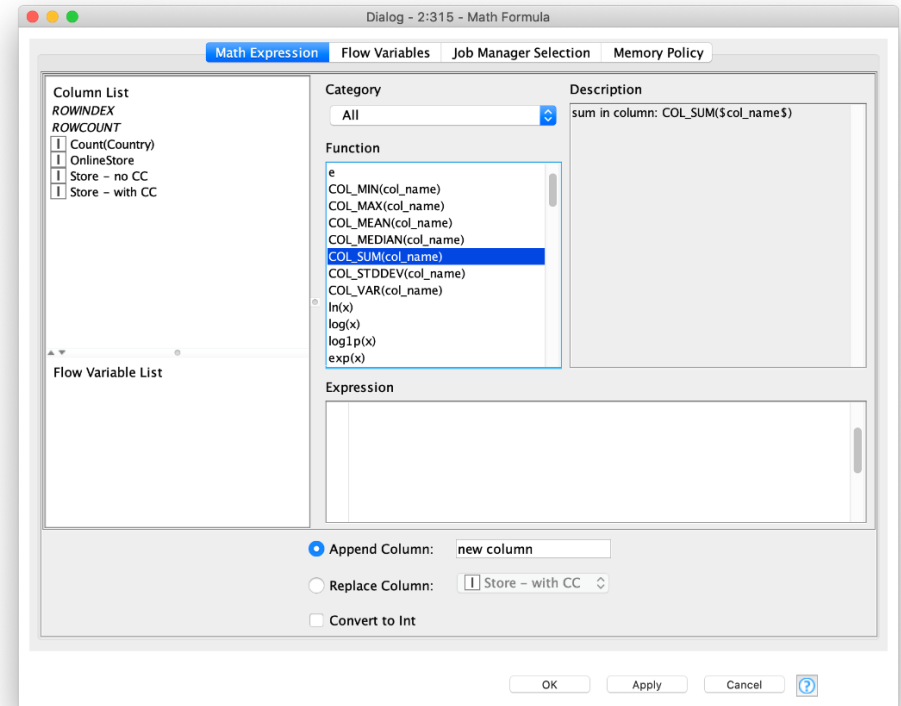 Dialog - 2:315 - Math Formula
Math Expression
Flow Variables
Job Manager Selection
Memory Policy
Column List
ROWINDEX
ROWCOUNT
I Count(Country)
I OnlineStore
I Store – no CC
I Store – with CC
Flow Variable List
Category
All
Function
e
COL_MIN(col_name)
COL_MAX(col_name)
COL_MEAN(col_name)
COL_MEDIAN(col_name)
COL_SUM(col_name)
COL_STDDEV(col_name)
COL_VAR(col_name)
ln(x)
log(x)
log1p(x)
exp(x)
Description
sum in column: COL_SUM($col_name$)
Expression
Append Column: new column
Replace Column: I Store – with CC
Convert to Int
OK
Apply
Cancel
?